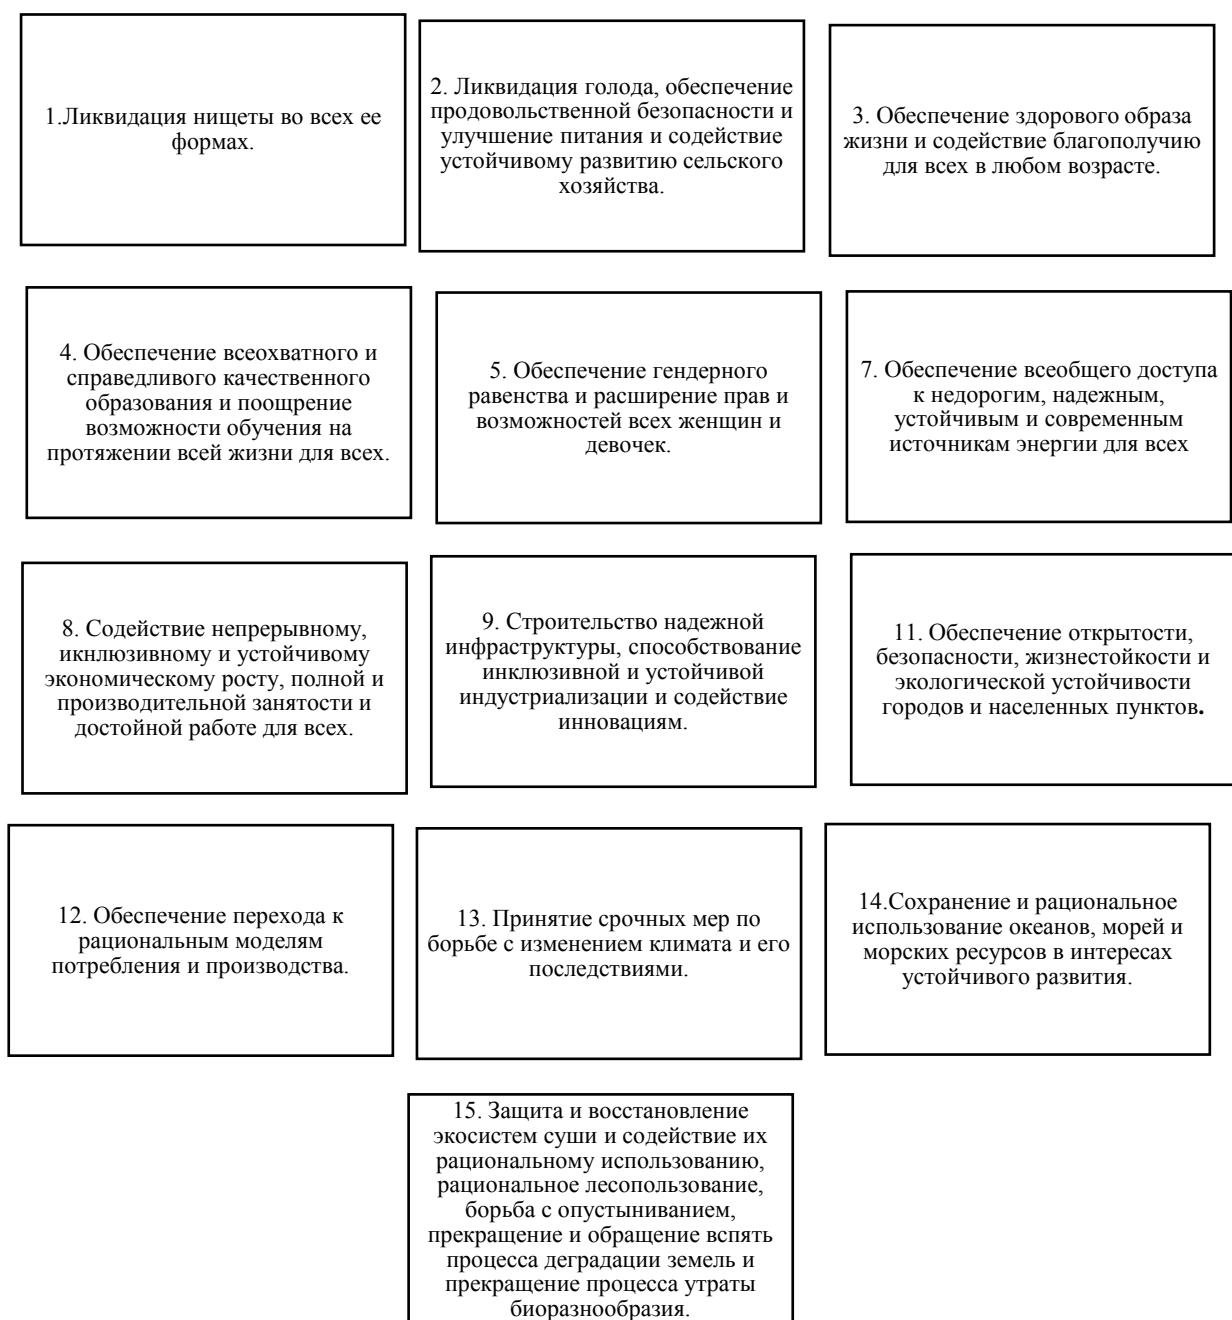 1.Ликвидация нищеты во всех ее
формах.
2. Ликвидация голода, обеспечение
продовольственной безопасности и
улучшение питания и содействие
устойчивому развитию сельского
хозяйства.
3. Обеспечение здорового образа
жизни и содействие благополучию
для всех в любом возрасте.
4. Обеспечение всеохватного и
справедливого качественного
образования и поощрение
возможности обучения на
протяжении всей жизни для всех.
5. Обеспечение гендерного
равенства и расширение прав и
возможностей всех женщин и
девочек.
7. Обеспечение всеобщего доступа
к недорогим, надежным,
устойчивым и современным
источникам энергии для всех
8. Содействие непрерывному,
икнлюзивному и устойчивому
экономическому росту, полной и
производительной занятости и
достойной работе для всех.
9. Строительство надежной
инфраструктуры, способствование
инклюзивной и устойчивой
индустриализации и содействие
инновациям.
11. Обеспечение открытости,
безопасности, жизнестойкости и
экологической устойчивости
городов и населенных пунктов.
12. Обеспечение перехода к
рациональным моделям
потребления и производства.
13. Принятие срочных мер по
борьбе с изменением климата и его
последствиями.
14.Сохранение и рациональное
использование океанов, морей и
морских ресурсов в интересах
устойчивого развития.
15. Защита и восстановление
экосистем суши и содействие их
рациональному использованию,
рациональное лесопользование,
борьба с опустыниванием,
прекращение и обращение вспять
процесса деградации земель и
прекращение процесса утраты
биоразнообразия.